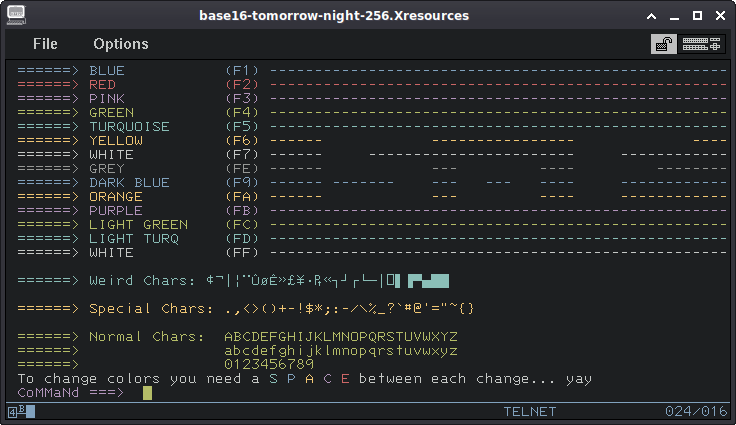 base16-tomorrow-night-256.Xresources
File Options
======> BLUE (F1) ---------------------------------------------------
======> RED (F2) ---------------------------------------------------
======> PINK (F3) ---------------------------------------------------
======> GREEN (F4) ---------------------------------------------------
======> TURQUOISE (F5) ---------------------------------------------------
======> YELLOW (F6) ------ ---------------- ----
======> WHITE (F7) ------ ---------------------- ------------
======> GREY (FE) ------ --- ---- ---
======> DARK BLUE (F9) ------ ------- --- --- ---- ------------
======> ORANGE (FA) ------ --- ---- ------------
======> PURPLE (FB) ---------------------------------------------------
======> LIGHT GREEN (FC) ---------------------------------------------------
======> LIGHT TURQ (FD) ---------------------------------------------------
======> WHITE (FF) ---------------------------------------------------
======> Weird Chars: ¢¬|¦¨ÛøÊ»£¥·₧«┐┘┌└─│
======> Special Chars: .,<>()+-!$*;:-/\%_?`#@'="~{}
======> Normal Chars: ABCDEFGHIJKLMNOPQRSTUVWXYZ
======> abcdefghijklmnopqrstuvwxyz
======> 0123456789
To change colors you need a S P A C E between each change... yay
CoMMaNd ===>
4 B TELNET 024/016